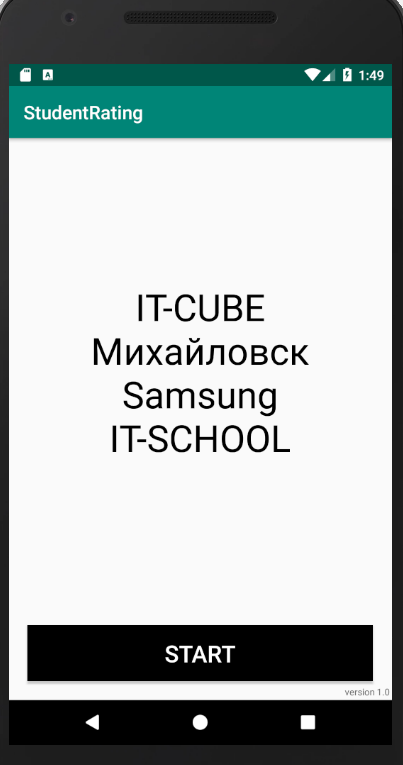 1:49
StudentRating
IT-CUBE
Михайловск
Samsung
IT-SCHOOL
START
version 1.0